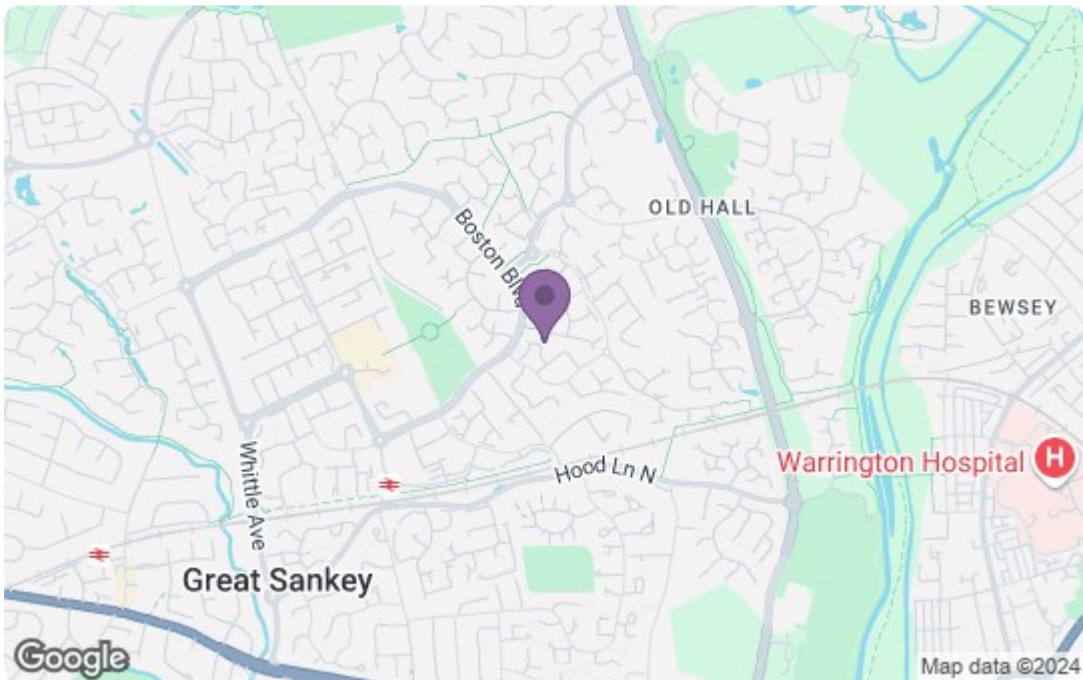 OLD HALL
Boston Blvd
BEWSEY
Whittle Ave
Hood Ln N
Warrington Hospital
H
Great Sankey
Google
Map data ©2024